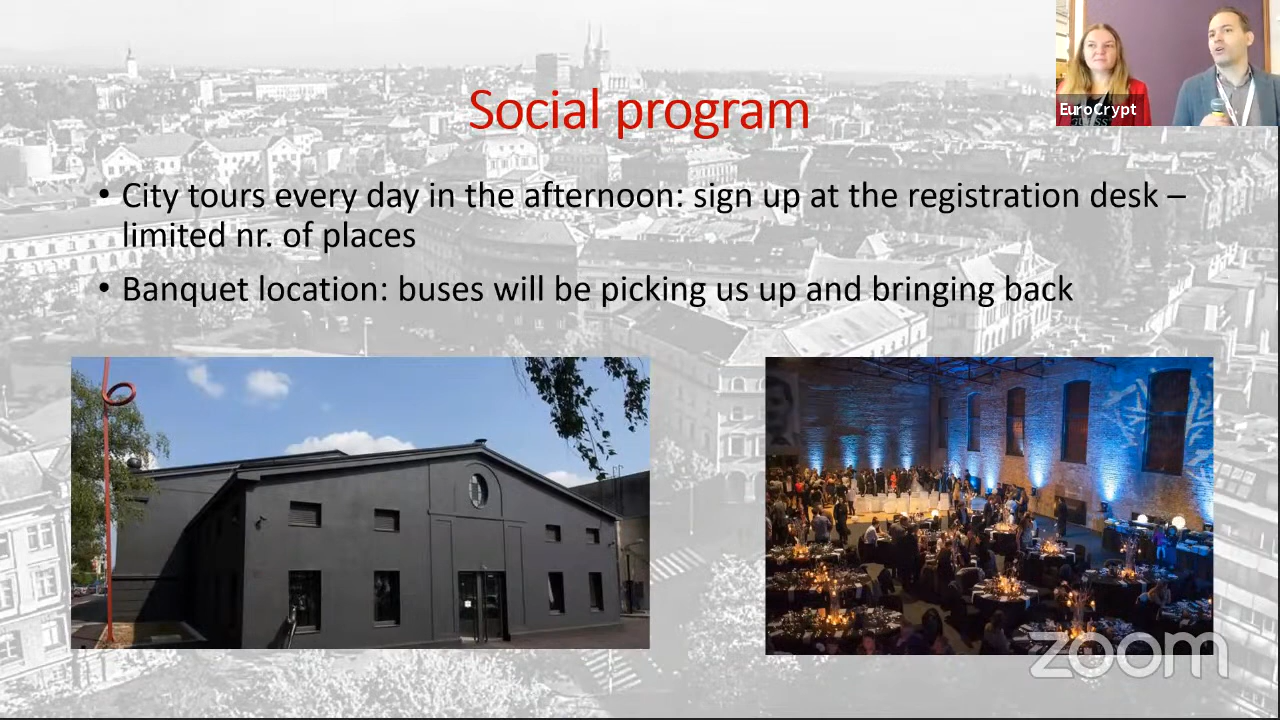 Social program
EuroCrypt
• City tours every day in the afternoon: sign up at the registration desk –
limited nr. of places
• Banquet location: buses will be picking us up and bringing back
zoom